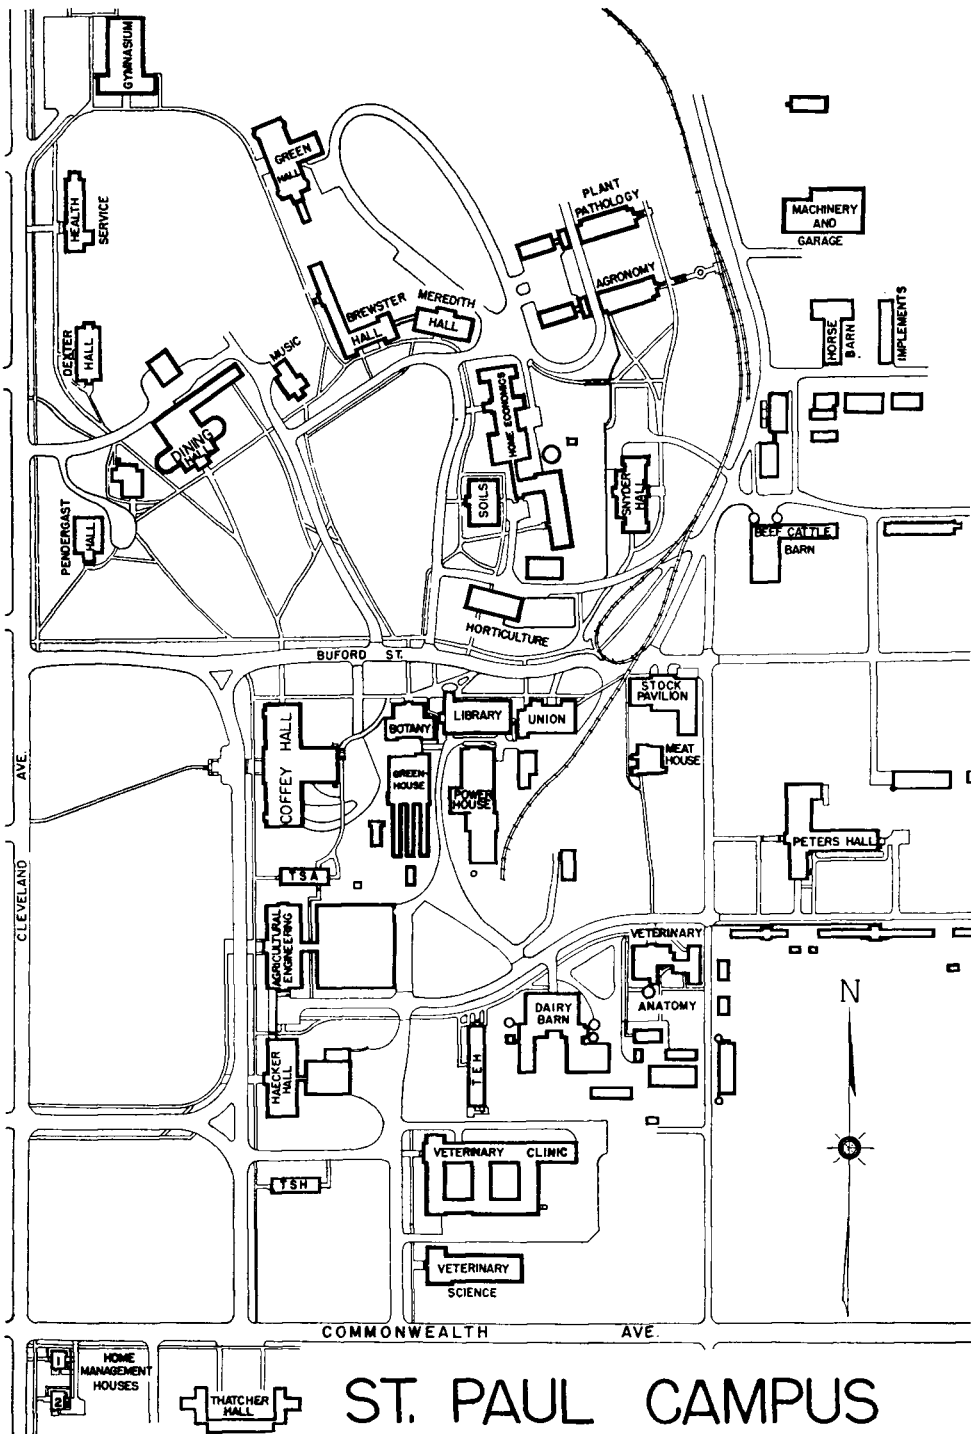 GYMNASIUM
GREEN
HALL
PLANT
PATHOLOGY
HEALTH
SERVICE
MACHINERY
AND
GARAGE
AGRONOMY
BREWSTER
HALL
MEREDITH
HALL
HORSE
BARN
IMPLEMENTS
DEXTER
HALL
MUSIC
HOME ECONOMICS
DINING
HALL
SOILS
SNYDER
HALL
PENDERGAST
HALL
BEEF CATTLE
BARN
HORTICULTURE
BUFORD ST.
STOCK
PAVILION
COFFEY HALL
BOTANY
LIBRARY
UNION
MEAT
HOUSE
GREEN-
HOUSE
POWER
HOUSE
PETERS HALL
AVE.
CLEVELAND
TSA
AGRICULTURAL
ENGINEERING
VETERINARY
ANATOMY
N
DAIRY
BARN
TEH
HAECKER
HALL
VETERINARY CLINIC
TSH
VETERINARY
SCIENCE
COMMONWEALTH AVE.
1
2
HOME
MANAGEMENT
HOUSES
THATCHER
HALL
ST. PAUL CAMPUS